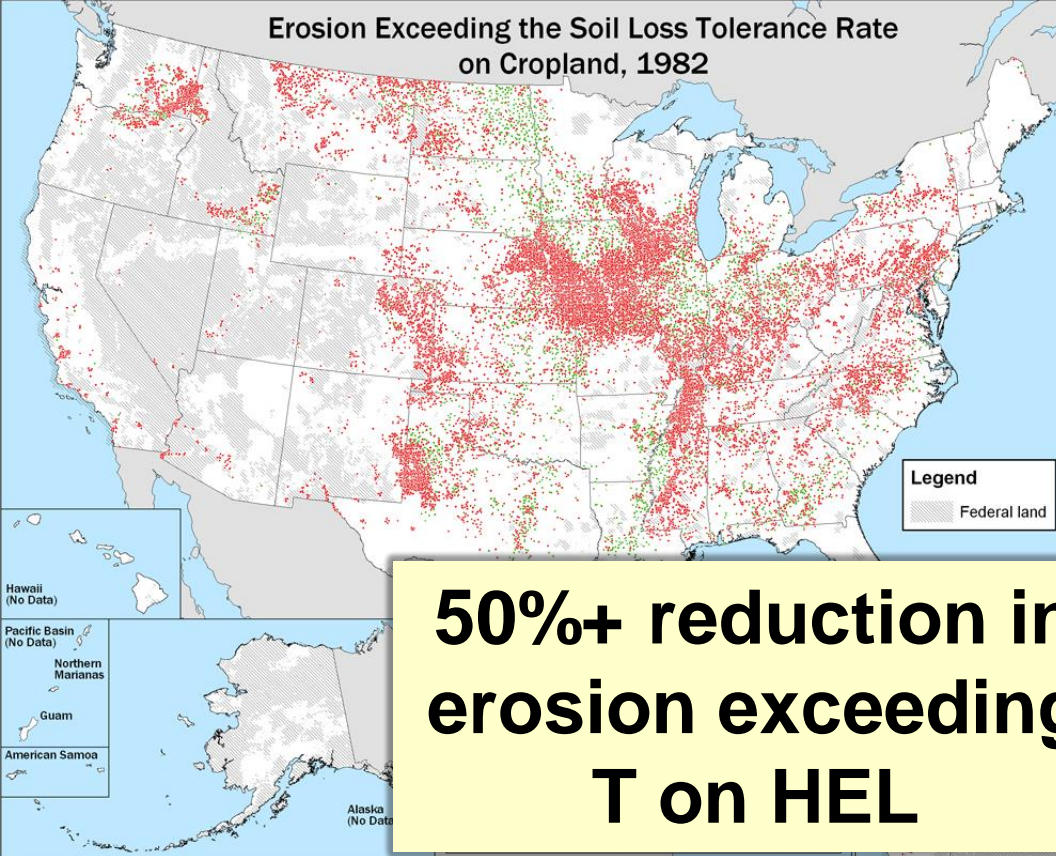 Erosion Exceeding the Soil Loss Tolerance Rate
on Cropland, 1982
Legend
Federal land
Hawaii
(No Data)
Pacific Basin
(No Data)
Northern
Marianas
Guam
American Samoa
Alaska
(No Data
50%+ reduction in
erosion exceeding
T on HEL